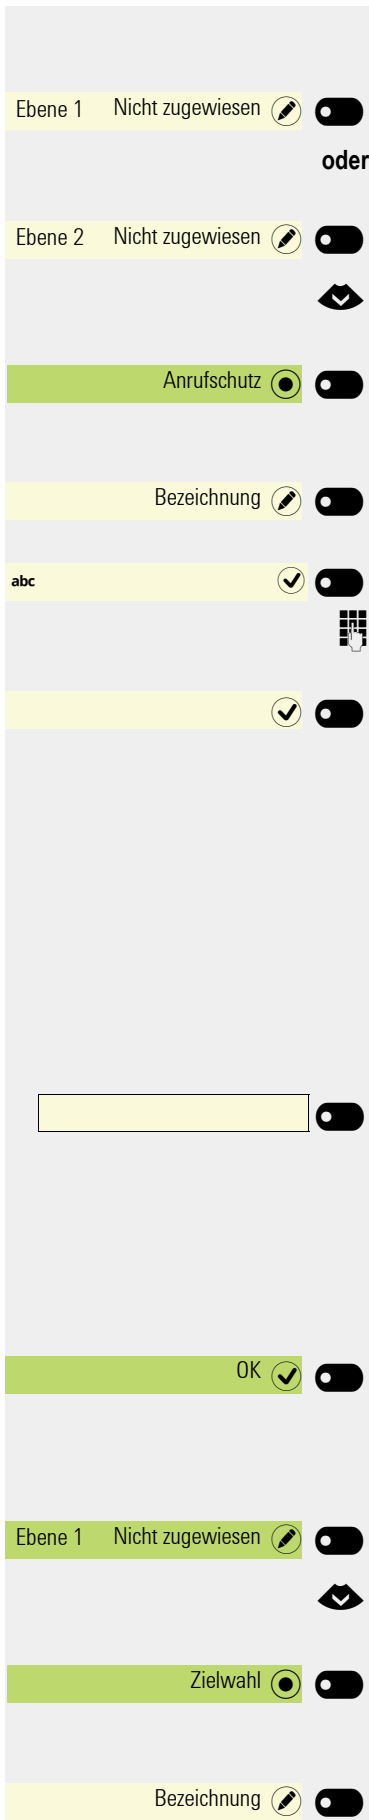 Ebene 1 Nicht zugewiesen
oder
Ebene 2 Nicht zugewiesen
Anrufschutz
Bezeichnung
abc
OK
Ebene 1 Nicht zugewiesen
Zielwahl
Bezeichnung